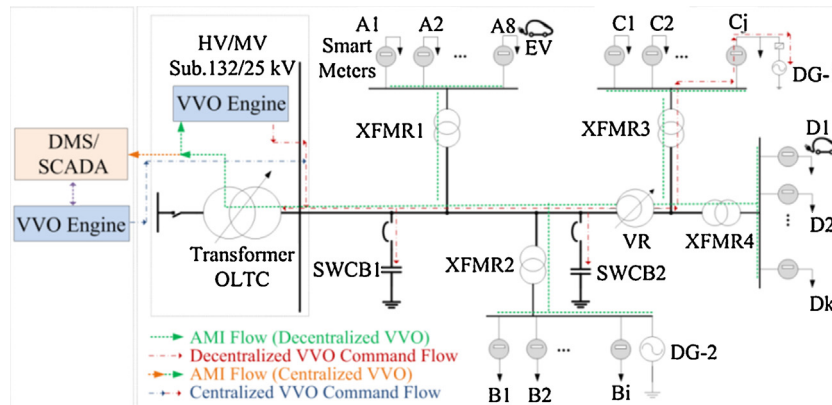 HV/MV
Sub.132/25 kV
VVO Engine
DMS/
SCADA
VVO Engine
Transformer
OLTC
A1 A2 ... A8
Smart
Meters
EV
XFMR1
C1 C2 ... Cj
DG-
XFMR3
D1
D2
Dk
XFMR4
VR
SWCB1
XFMR2
SWCB2
DG-2
B1 B2 ... Bi
AMI Flow (Decentralized VVO)
Decentralized VVO Command Flow
AMI Flow (Centralized VVO)
Centralized VVO Command Flow